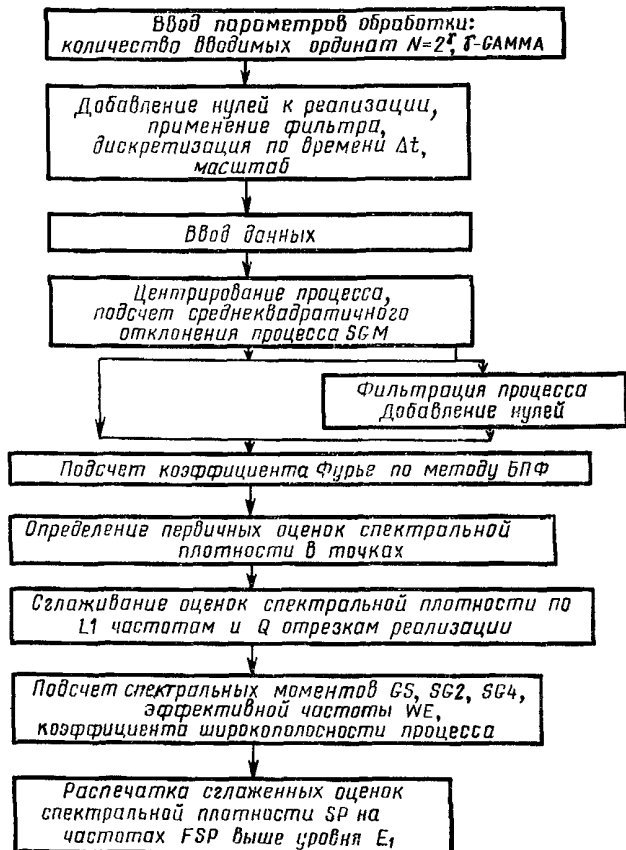 Ввод параметров обработки:
количества вводимых ординат N=2^γ, γ-GAMMA
Добавление нулей к реализации,
применение фильтра,
дискретизация по времени Δt,
масштаб
Ввод данных
Центрирование процесса,
подсчет среднеквадратичного
отклонения процесса SGM
Фильтрация процесса
Добавление нулей
Подсчет коэффициента Фурье по методу БПФ
Определение первичных оценок спектральной
плотности в точках
Сглаживание оценок спектральной плотности по
L1 частотам и Q отрезкам реализации
Подсчет спектральных моментов GS, SG2, SG4,
эффективной частоты WE,
коэффициента широкополосности процесса
Распечатка сглаженных оценок
спектральной плотности SP на
частотах FSP выше уровня E₁